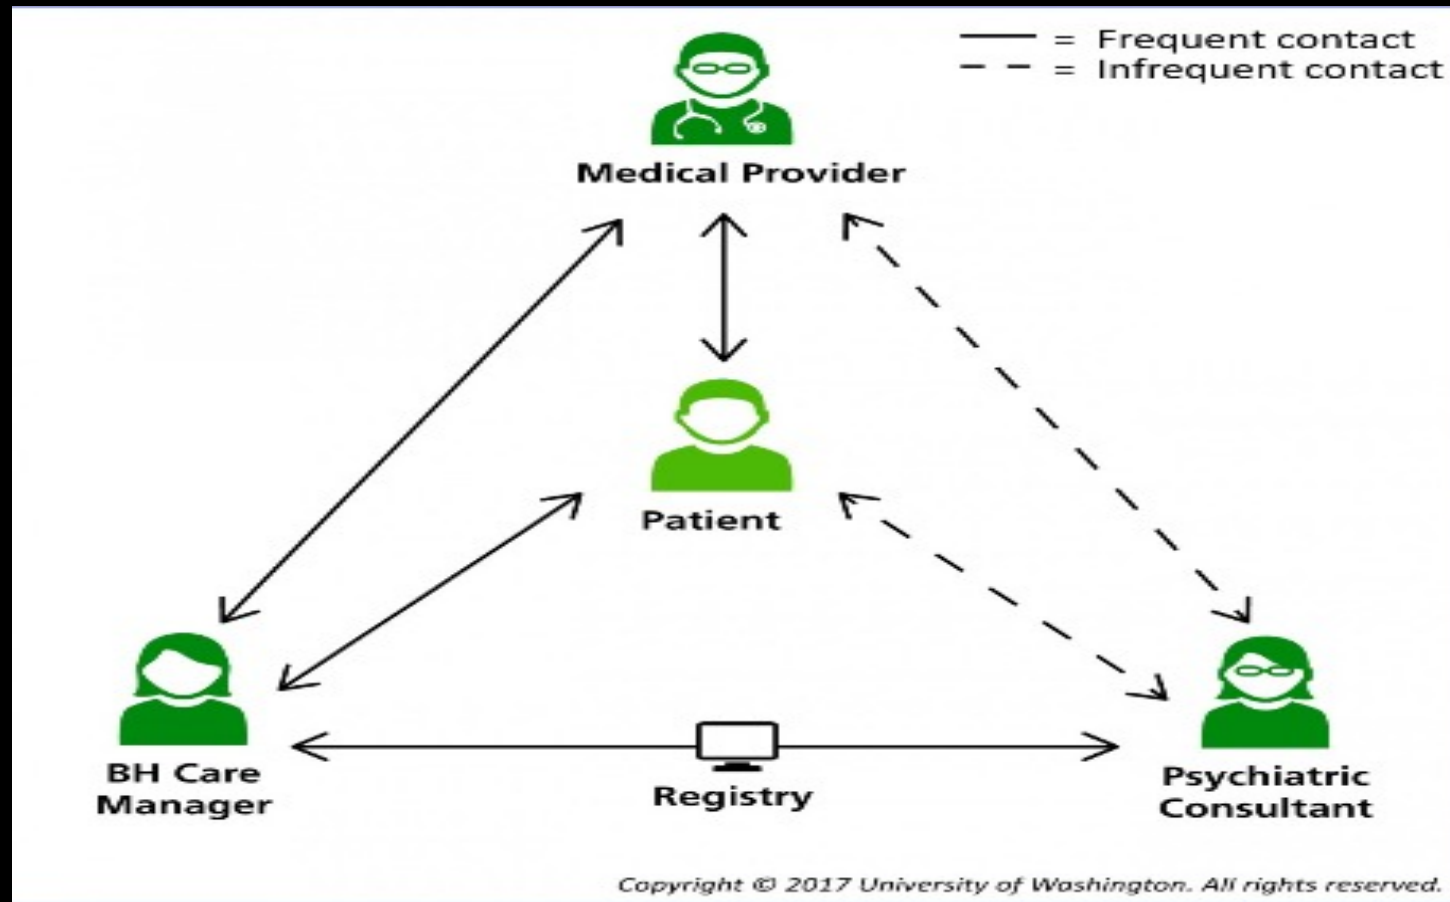 = Frequent contact
= Infrequent contact
Medical Provider
Patient
BH Care
Manager
Registry
Psychiatric
Consultant
Copyright © 2017 University of Washington. All rights reserved.